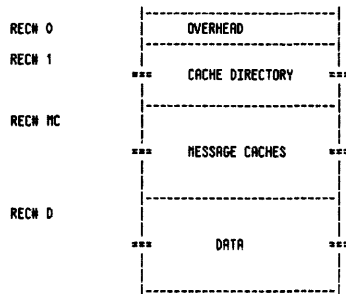 REC# 0 OVERHEAD
REC# 1
=== CACHE DIRECTORY ===
REC# MC
=== MESSAGE CACHES ===
REC# D
=== DATA ===